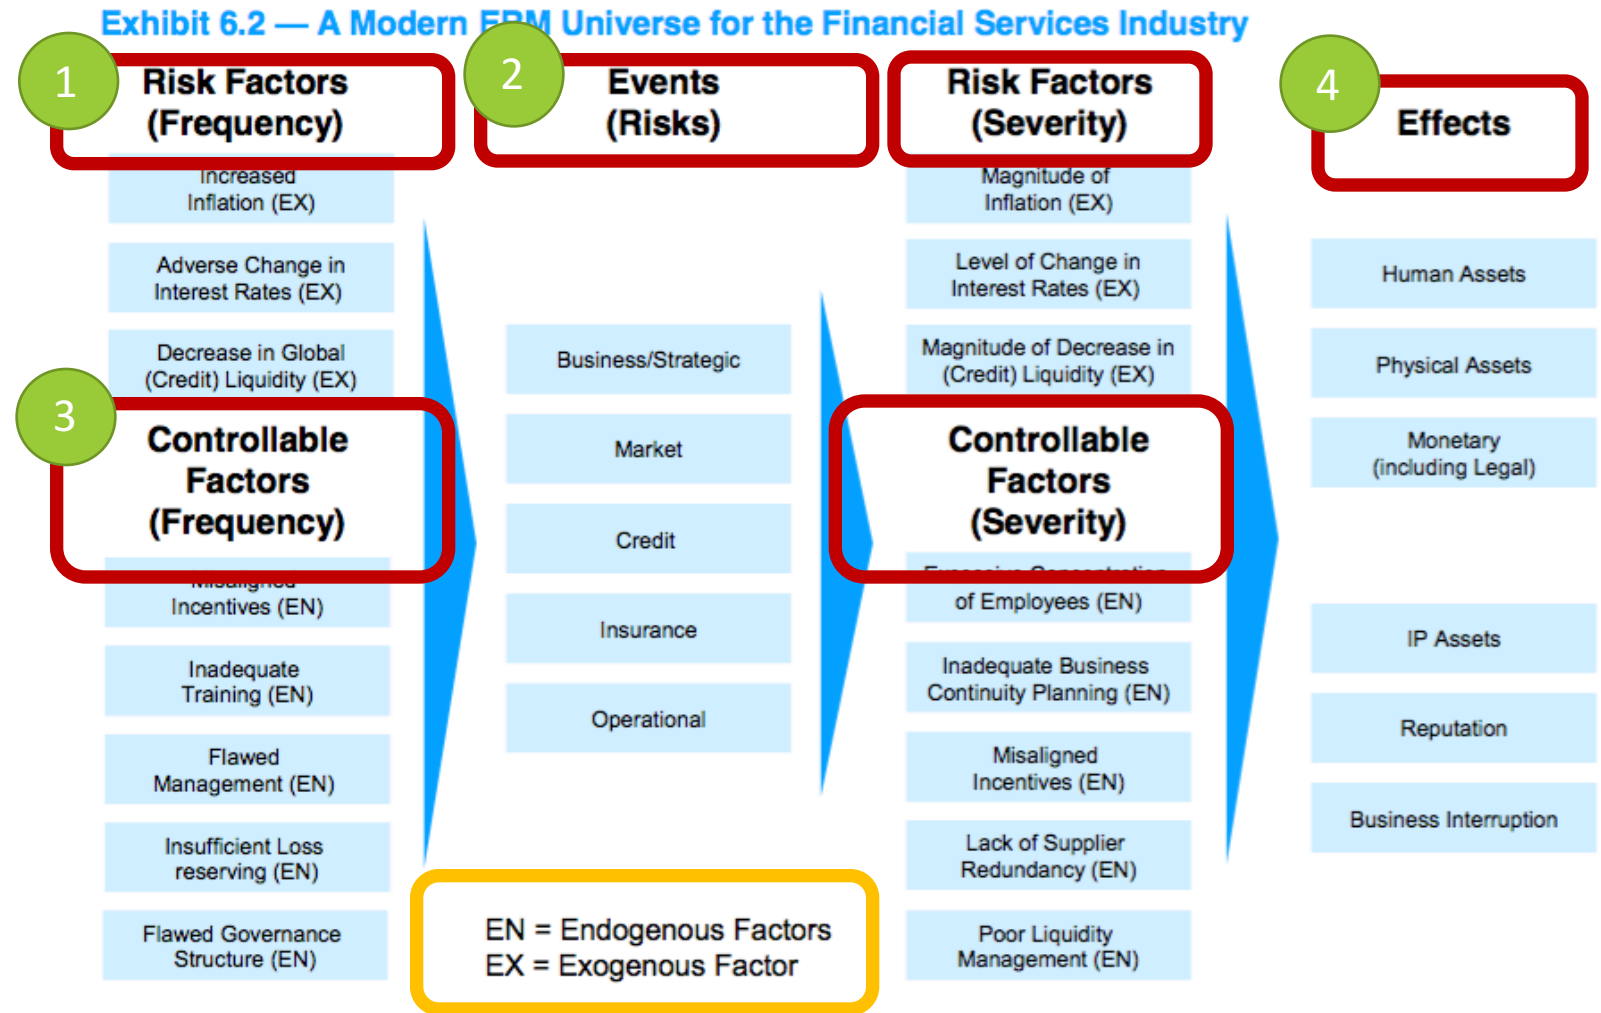 Exhibit 6.2 — A Modern ERM Universe for the Financial Services Industry
1
Risk Factors
(Frequency)
Increased
Inflation (EX)
Adverse Change in
Interest Rates (EX)
Decrease in Global
(Credit) Liquidity (EX)
3
Controllable
Factors
(Frequency)
Misaligned
Incentives (EN)
Inadequate
Training (EN)
Flawed
Management (EN)
Insufficient Loss
reserving (EN)
Flawed Governance
Structure (EN)
2
Events
(Risks)
Business/Strategic
Market
Credit
Insurance
Operational
EN = Endogenous Factors
EX = Exogenous Factor
Risk Factors
(Severity)
Magnitude of
Inflation (EX)
Level of Change in
Interest Rates (EX)
Magnitude of Decrease in
(Credit) Liquidity (EX)
Controllable
Factors
(Severity)
Excessive Concentration
of Employees (EN)
Inadequate Business
Continuity Planning (EN)
Misaligned
Incentives (EN)
Lack of Supplier
Redundancy (EN)
Poor Liquidity
Management (EN)
4
Effects
Human Assets
Physical Assets
Monetary
(including Legal)
IP Assets
Reputation
Business Interruption